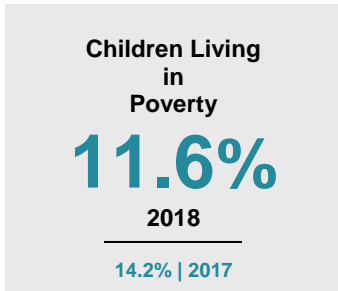 Children Living
in
Poverty
11.6%
2018
14.2% | 2017